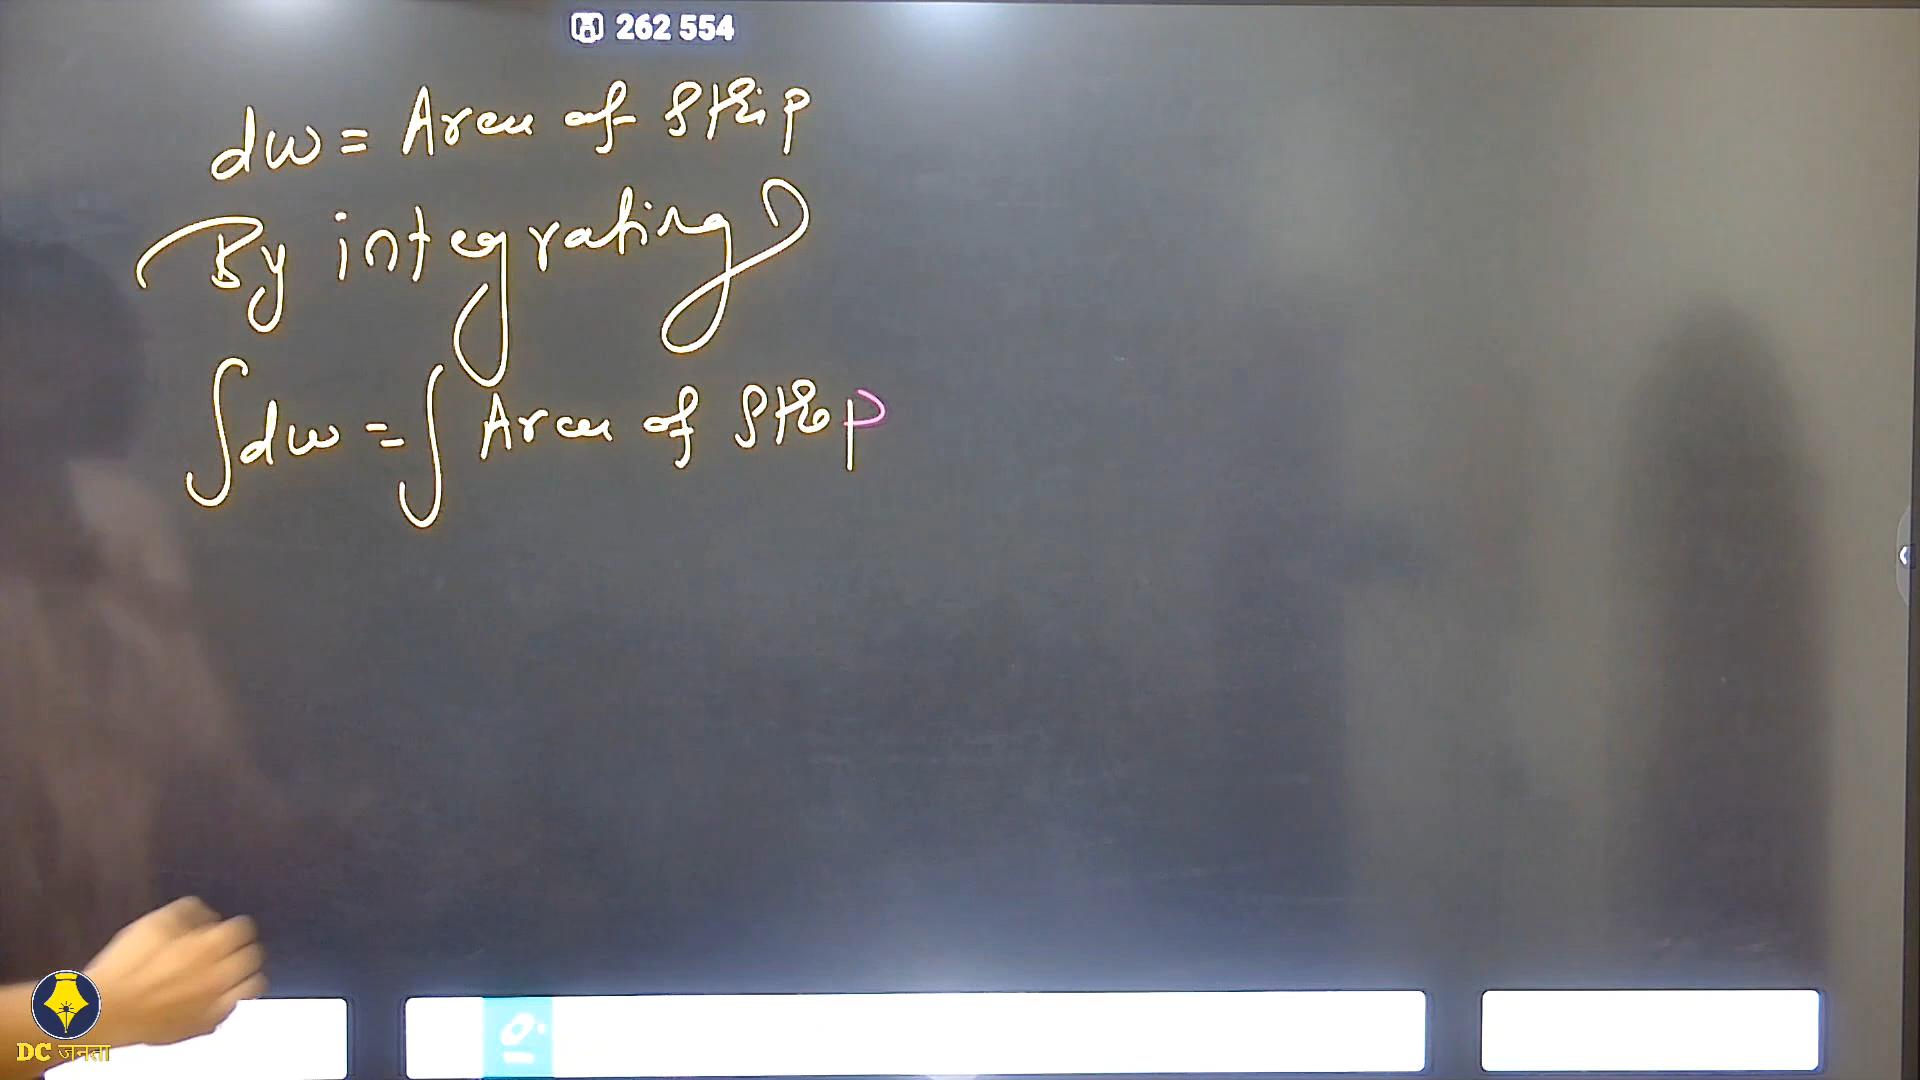 262 554
dw = Area of Strip
By integrating
∫dw = ∫ Area of Strip
DC जनता